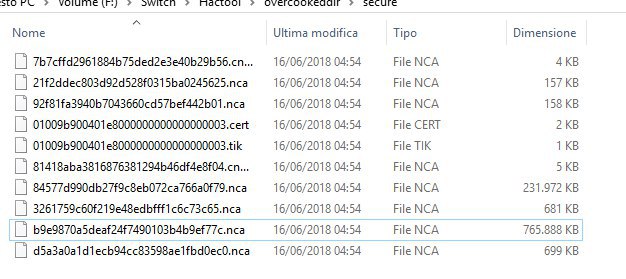 esto PC > Volume (F:) > Switch > Hactool > overcookeddir > secure
Nome Ultima modifica Tipo Dimensione
7b7cffd2961884b75ded2e3e40b29b56.cn... 16/06/2018 04:54 File NCA 4 KB
21f2ddec803d92d528f0315ba0245625.nca 16/06/2018 04:54 File NCA 157 KB
92f81fa3940b7043660cd57bef442b01.nca 16/06/2018 04:54 File NCA 158 KB
01009b900401e8000000000000000003.cert 16/06/2018 04:54 File CERT 2 KB
01009b900401e8000000000000000003.tik 16/06/2018 04:54 File TIK 1 KB
81418aba3816876381294b46df4e8f04.cn... 16/06/2018 04:54 File NCA 5 KB
84577d990db27f9c8eb072ca766a0f79.nca 16/06/2018 04:54 File NCA 231.972 KB
3261759c60f219e48edbfff1c6c73c65.nca 16/06/2018 04:54 File NCA 681 KB
b9e9870a5deaf24f7490103b4b9ef77c.nca 16/06/2018 04:54 File NCA 765.888 KB
d5a3a0a1d1ecb94cc83598ae1fbd0ec0.nca 16/06/2018 04:54 File NCA 699 KB